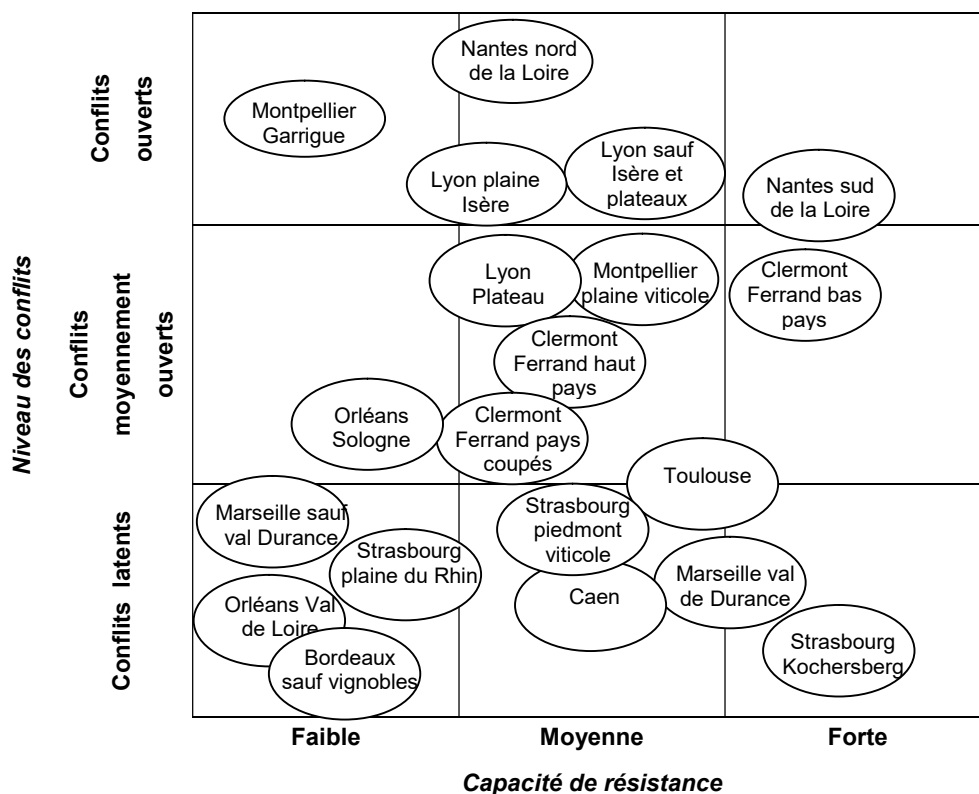 Niveau des conflits
Conflits
ouverts
Nantes nord
de la Loire
Montpellier
Garrigue
Lyon plaine
Isère
Lyon sauf
Isère et
plateaux
Nantes sud
de la Loire
Conflits
moyennement
ouverts
Lyon
Plateau
Montpellier
plaine viticole
Clermont
Ferrand bas
pays
Clermont
Ferrand haut
pays
Orléans
Sologne
Clermont
Ferrand pays
coupés
Toulouse
Conflits latents
Marseille sauf
val Durance
Strasbourg
plaine du Rhin
Strasbourg
piedmont
viticole
Orléans Val
de Loire
Caen
Marseille val
de Durance
Bordeaux
sauf vignobles
Strasbourg
Kochersberg
Faible
Moyenne
Forte
Capacité de résistance